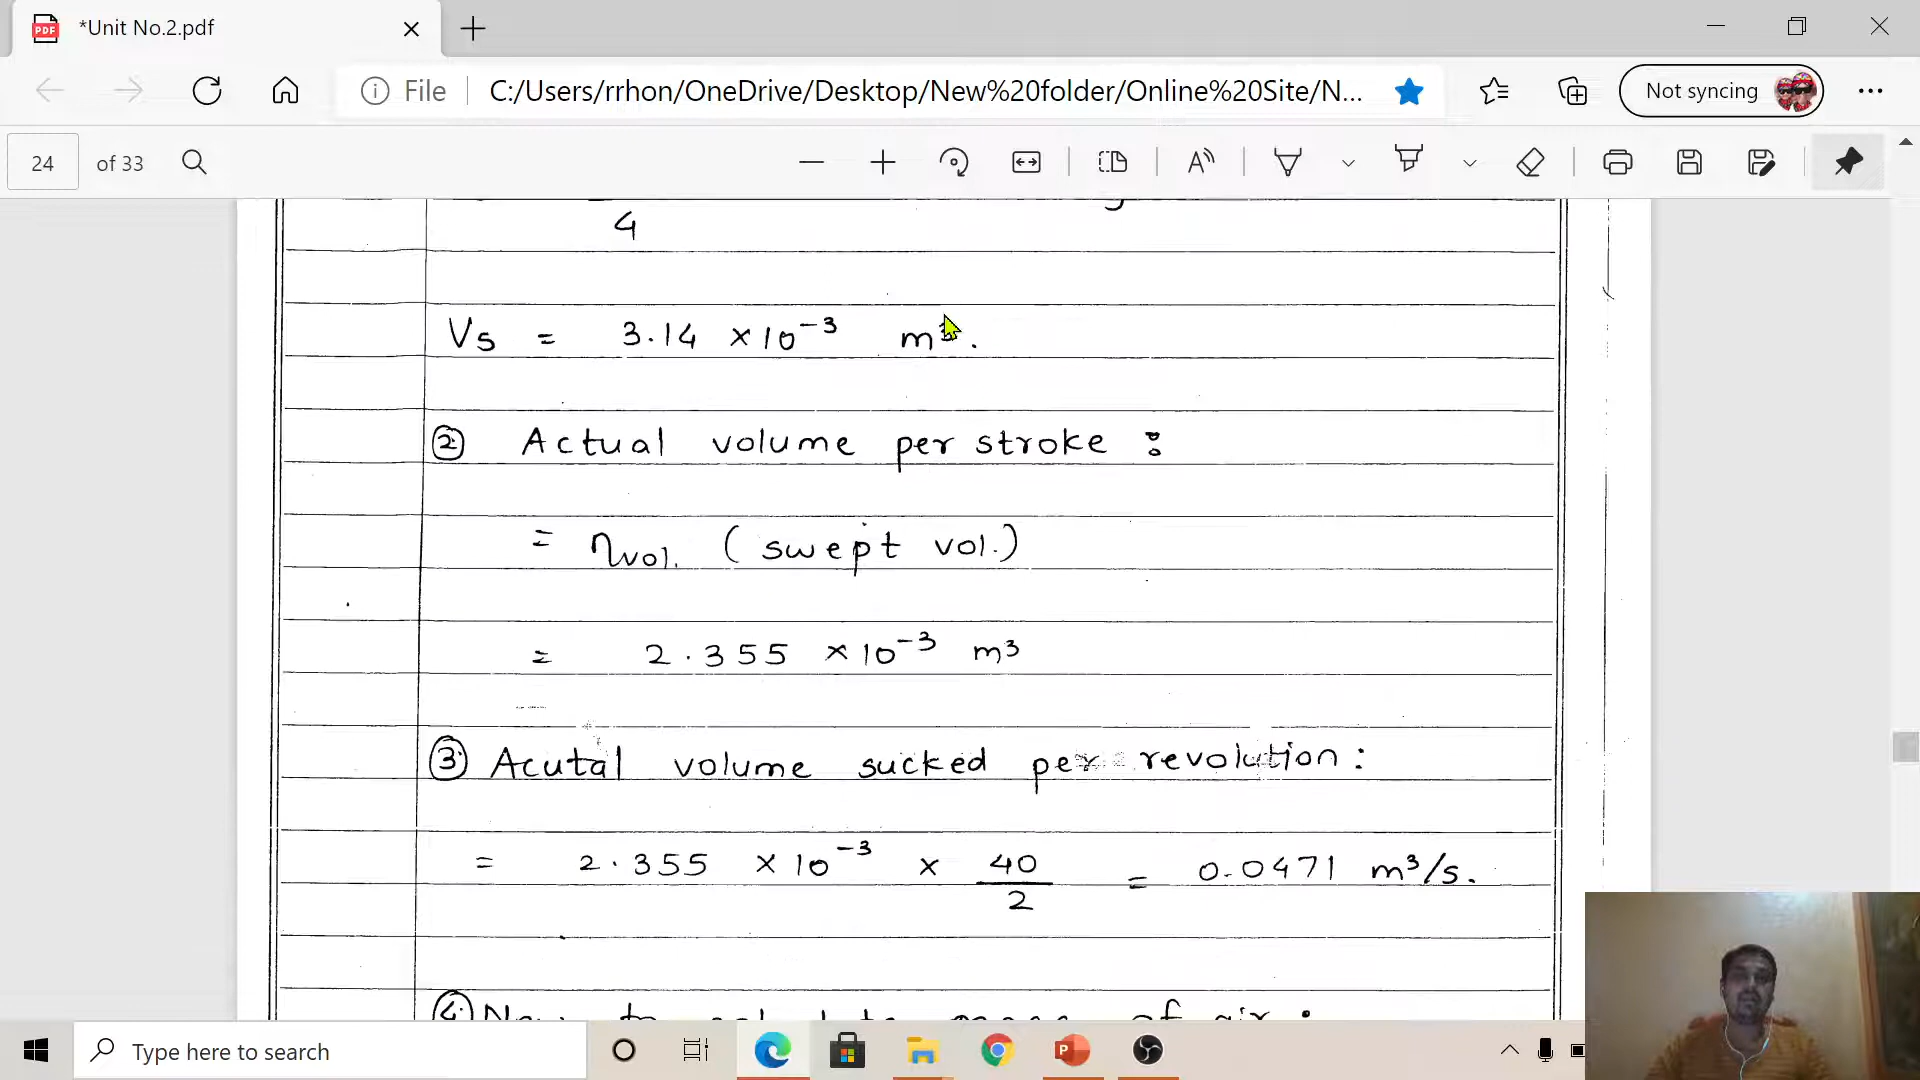 *Unit No.2.pdf
File
C:/Users/rrhon/OneDrive/Desktop/New%20folder/Online%20Site/N...
Not syncing
24 of 33
4
Vs = 3.14 ×10⁻³ m³.
② Actual volume per stroke :
= ηvol. ( swept vol.)
= 2.355 ×10⁻³ m³
③ Acutal volume sucked per revolution :
= 2.355 ×10⁻³ × 40/2 = 0.0471 m³/s.
Type here to search